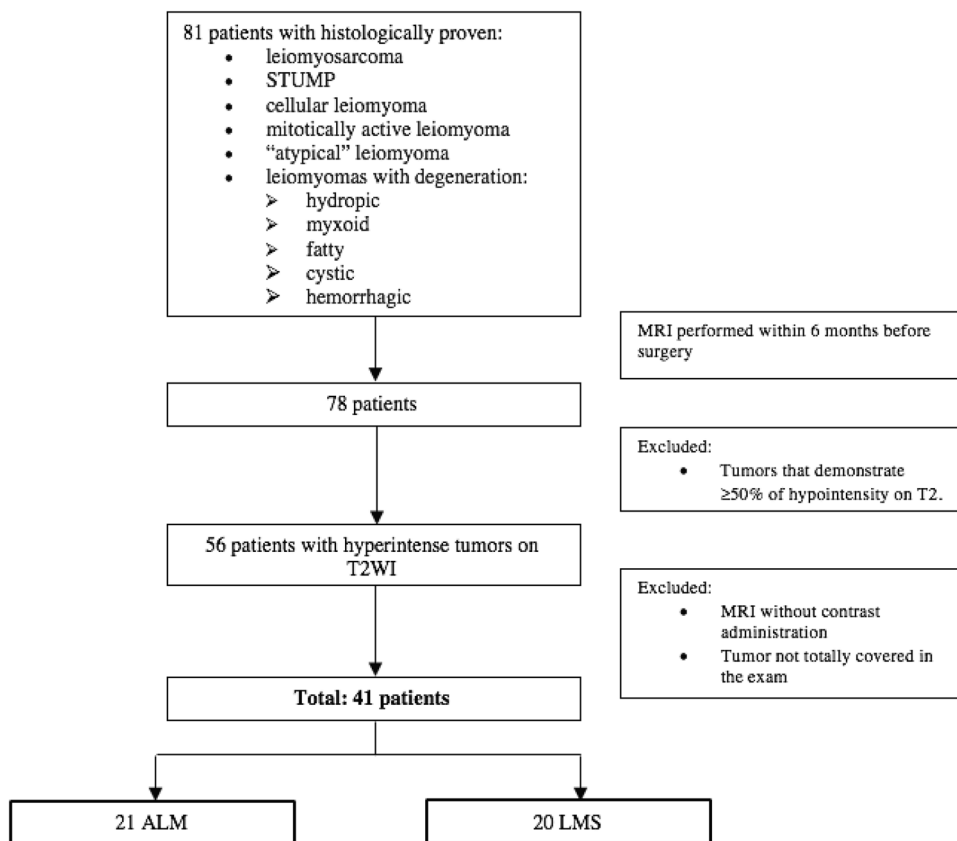 81 patients with histologically proven:
• leiomyosarcoma
• STUMP
• cellular leiomyoma
• mitotically active leiomyoma
• “atypical” leiomyoma
• leiomyomas with degeneration:
➢ hydropic
➢ myxoid
➢ fatty
➢ cystic
➢ hemorrhagic
MRI performed within 6 months before
surgery
78 patients
Excluded:
• Tumors that demonstrate
≥50% of hypointensity on T2.
56 patients with hyperintense tumors on
T2WI
Excluded:
• MRI without contrast
administration
• Tumor not totally covered in
the exam
Total: 41 patients
21 ALM
20 LMS